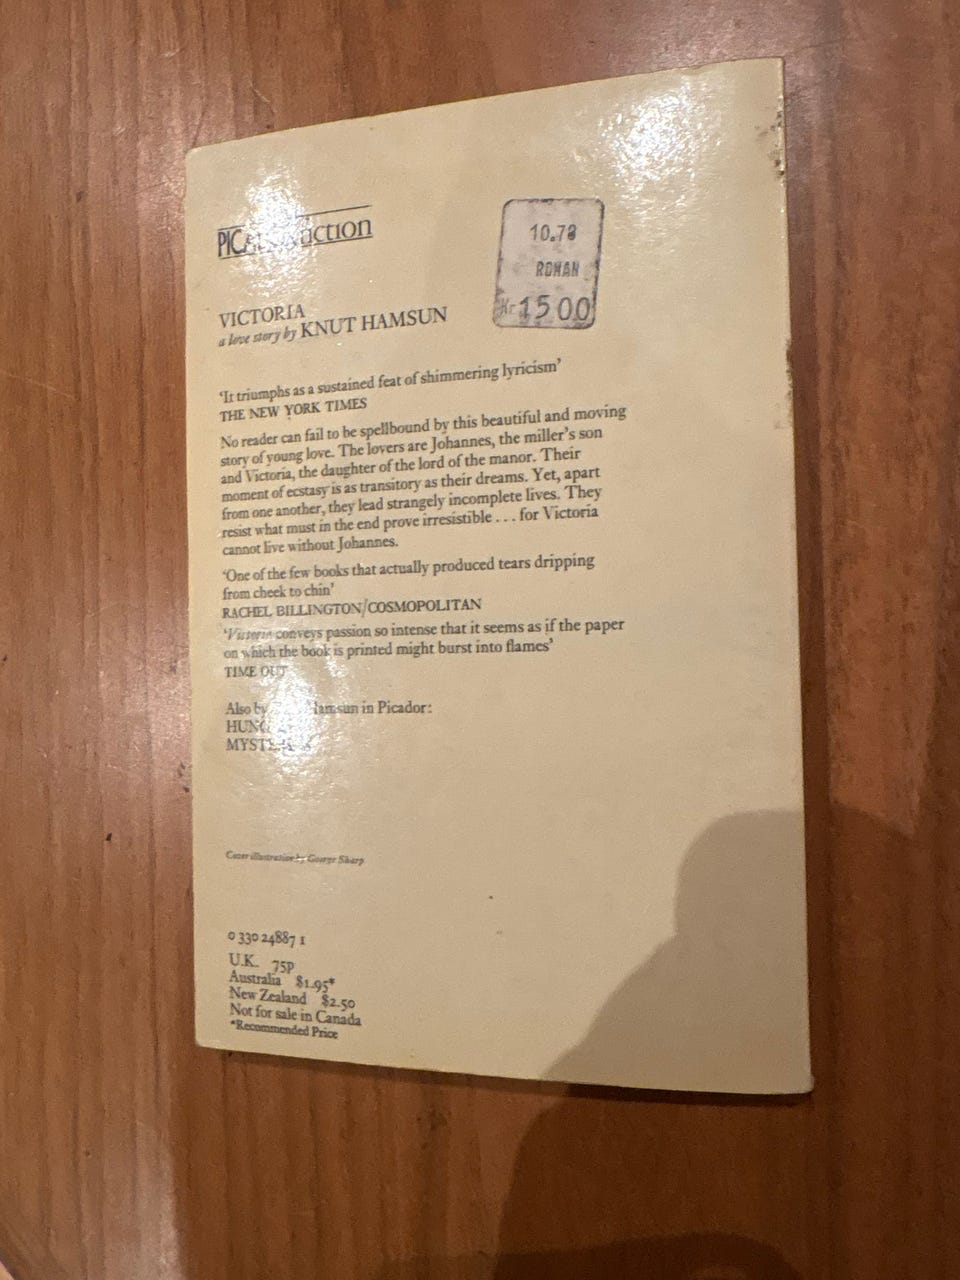 fiction
VICTORIA
a love story by KNUT HAMSUN
10.78
ROMAN
Kr 1500
‘It triumphs as a sustained feat of shimmering lyricism’
THE NEW YORK TIMES
No reader can fail to be spellbound by this beautiful and moving
story of young love. The lovers are Johannes, the miller’s son
and Victoria, the daughter of the lord of the manor. Their
moment of ecstasy is as transitory as their dreams. Yet, apart
from one another, they lead strangely incomplete lives. They
resist what must in the end prove irresistible . . . for Victoria
cannot live without Johannes.
‘One of the few books that actually produced tears dripping
from cheek to chin’
RACHEL BILLINGTON/COSMOPOLITAN
‘Victoria conveys passion so intense that it seems as if the paper
on which the book is printed might burst into flames’
TIME OUT
Also by Hamsun in Picador:
Cover illustration by George Sharp
0 330 24887 1
U.K. 75P
Australia $1.95*
New Zealand $2.50
Not for sale in Canada
*Recommended Price